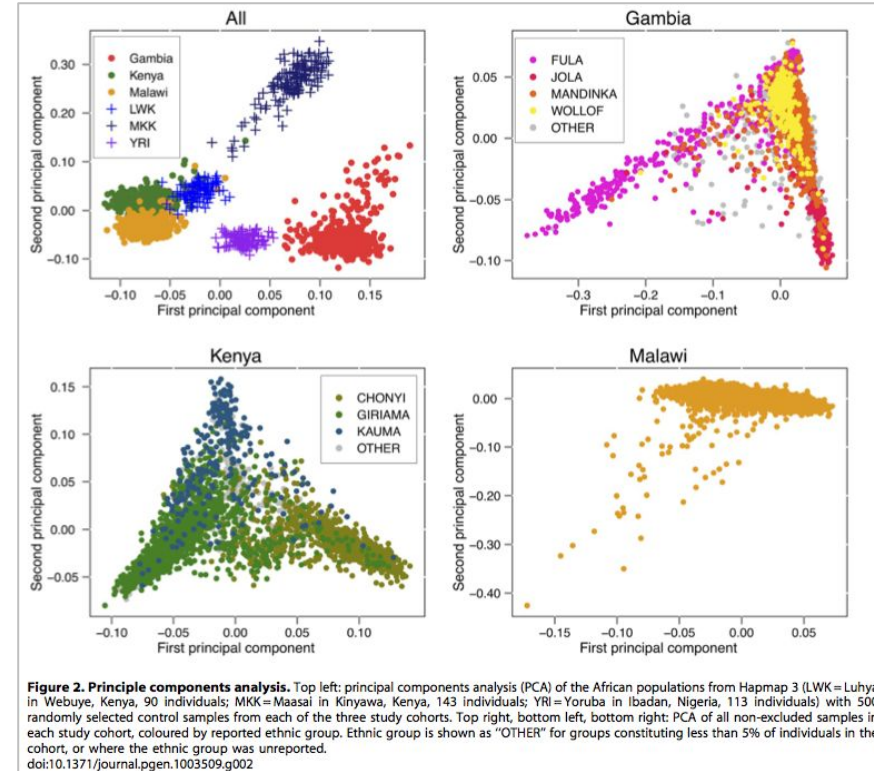 All
Second principal component
0.30
0.20
0.10
0.00
−0.10
Gambia
Kenya
Malawi
LWK
MKK
YRI
−0.10 −0.05 0.00 0.05 0.10 0.15
First principal component
Gambia
Second principal component
0.05
0.00
−0.05
−0.10
FULA
JOLA
MANDINKA
WOLLOF
OTHER
−0.3 −0.2 −0.1 0.0
First principal component
Kenya
Second principal component
0.15
0.10
0.05
0.00
−0.05
CHONYI
GIRIAMA
KAUMA
OTHER
−0.10 −0.05 0.00 0.05 0.10
First principal component
Malawi
Second principal component
0.00
−0.10
−0.20
−0.30
−0.40
−0.15 −0.10 −0.05 0.00 0.05
First principal component
Figure 2. Principle components analysis. Top left: principal components analysis (PCA) of the African populations from Hapmap 3 (LWK = Luhya
in Webuye, Kenya, 90 individuals; MKK = Maasai in Kinyawa, Kenya, 143 individuals; YRI = Yoruba in Ibadan, Nigeria, 113 individuals) with 500
randomly selected control samples from each of the three study cohorts. Top right, bottom left, bottom right: PCA of all non-excluded samples in
each study cohort, coloured by reported ethnic group. Ethnic group is shown as "OTHER" for groups constituting less than 5% of individuals in the
cohort, or where the ethnic group was unreported.
doi:10.1371/journal.pgen.1003509.g002